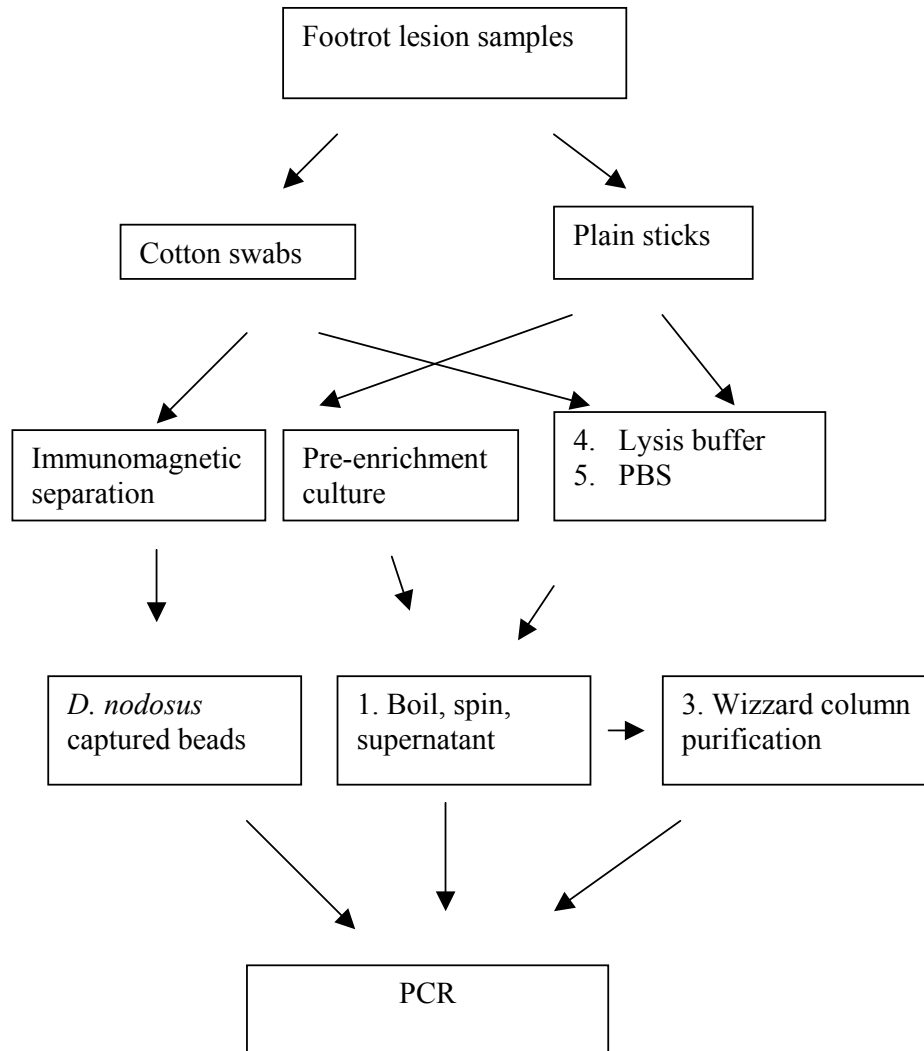 Footrot lesion samples
Cotton swabs
Plain sticks
Immunomagnetic
separation
Pre-enrichment
culture
4. Lysis buffer
5. PBS
D. nodosus
captured beads
1. Boil, spin,
supernatant
3. Wizzard column
purification
PCR